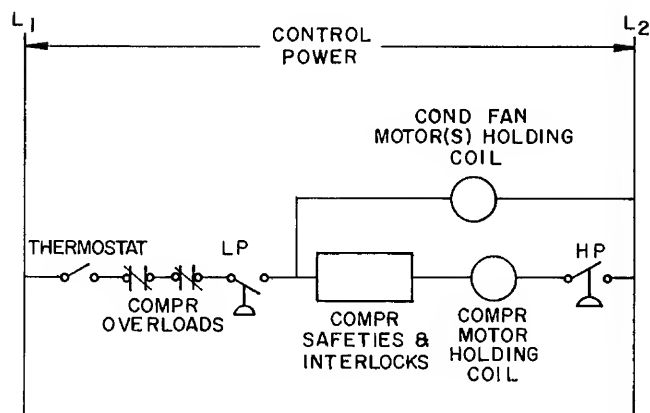 L1
L2
CONTROL
POWER
COND FAN
MOTOR(S) HOLDING
COIL
THERMOSTAT
LP
HP
COMPR
OVERLOADS
COMPR
SAFETIES &
INTERLOCKS
COMPR
MOTOR
HOLDING
COIL